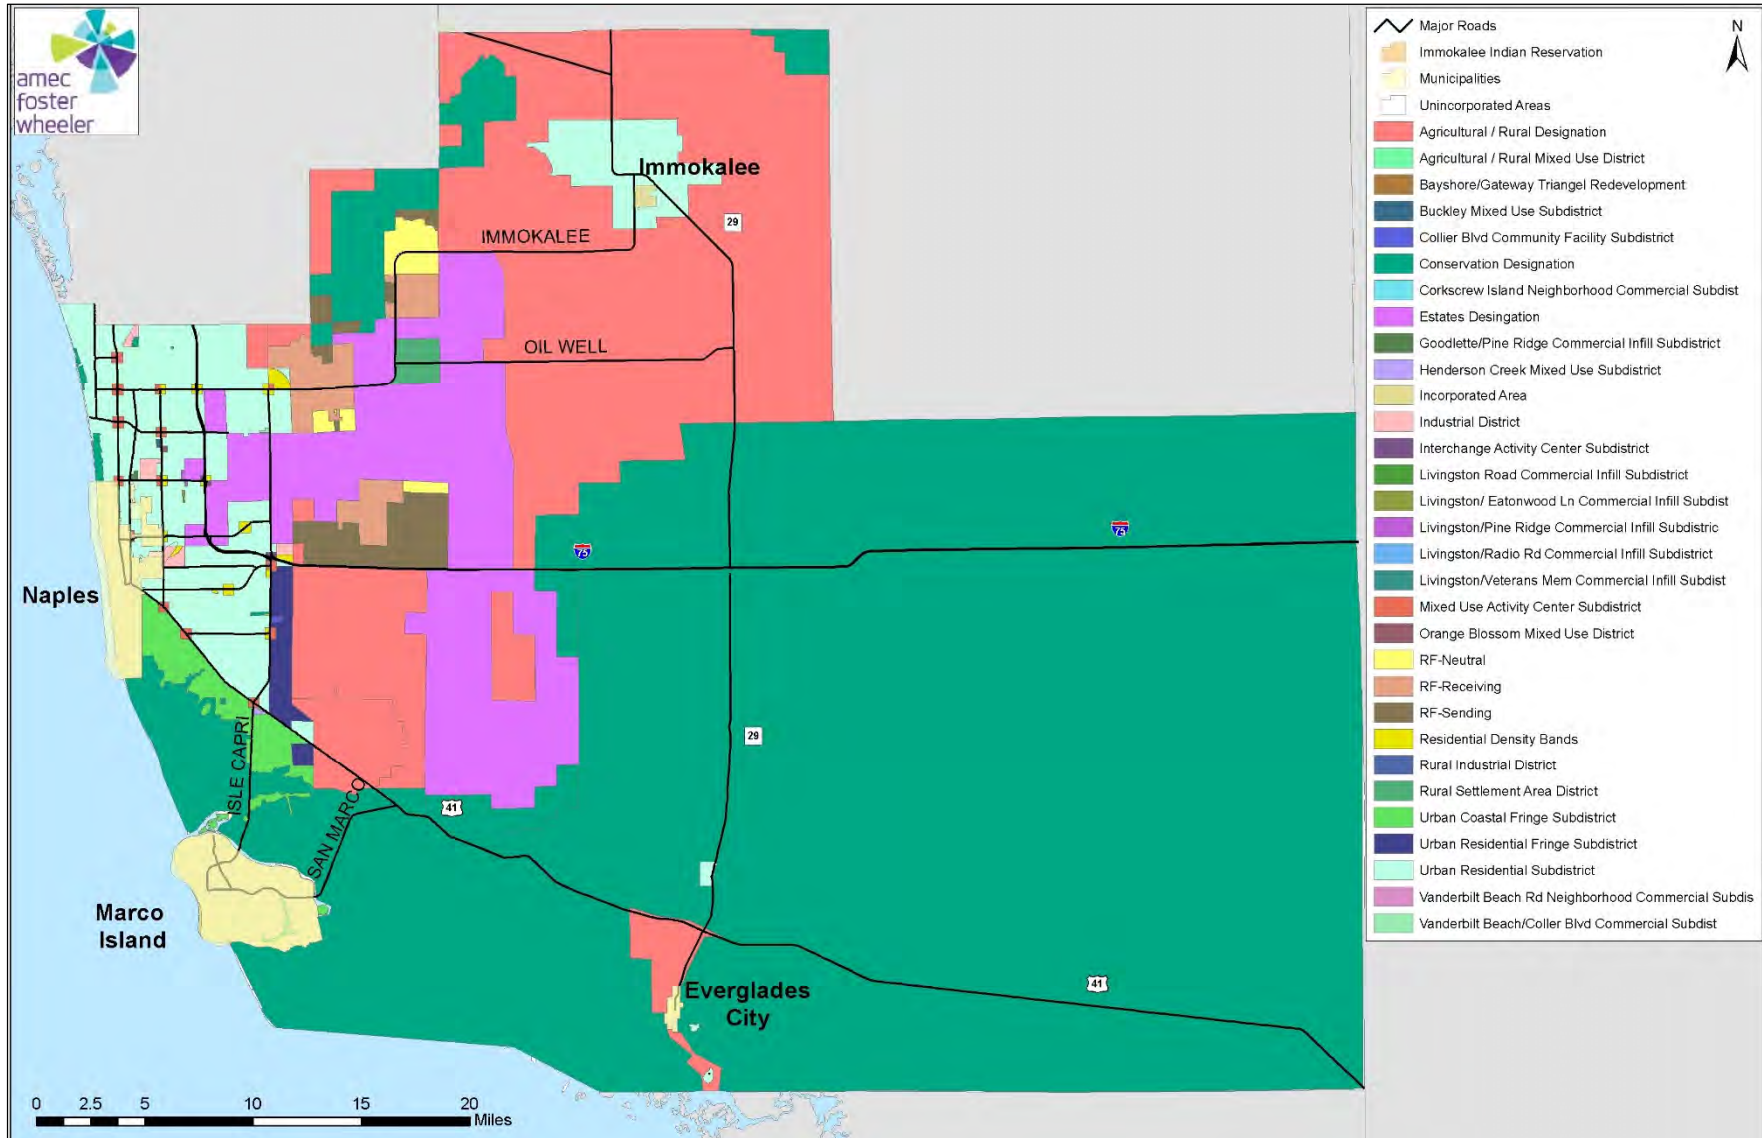 amec
foster
wheeler
Immokalee
29
IMMOKALEE
OIL WELL
75
75
Naples
29
ISLE CAPRI
SAN MARCO
41
Marco
Island
41
Everglades
City
0 2.5 5 10 15 20
Miles
N
Major Roads
Immokalee Indian Reservation
Municipalities
Unincorporated Areas
Agricultural / Rural Designation
Agricultural / Rural Mixed Use District
Bayshore/Gateway Triangel Redevelopment
Buckley Mixed Use Subdistrict
Collier Blvd Community Facility Subdistrict
Conservation Designation
Corkscrew Island Neighborhood Commercial Subdist
Estates Desingation
Goodlette/Pine Ridge Commercial Infill Subdistrict
Henderson Creek Mixed Use Subdistrict
Incorporated Area
Industrial District
Interchange Activity Center Subdistrict
Livingston Road Commercial Infill Subdistrict
Livingston/ Eatonwood Ln Commercial Infill Subdist
Livingston/Pine Ridge Commercial Infill Subdistric
Livingston/Radio Rd Commercial Infill Subdistrict
Livingston/Veterans Mem Commercial Infill Subdist
Mixed Use Activity Center Subdistrict
Orange Blossom Mixed Use District
RF-Neutral
RF-Receiving
RF-Sending
Residential Density Bands
Rural Industrial District
Rural Settlement Area District
Urban Coastal Fringe Subdistrict
Urban Residential Fringe Subdistrict
Urban Residential Subdistrict
Vanderbilt Beach Rd Neighborhood Commercial Subdis
Vanderbilt Beach/Coller Blvd Commercial Subdist